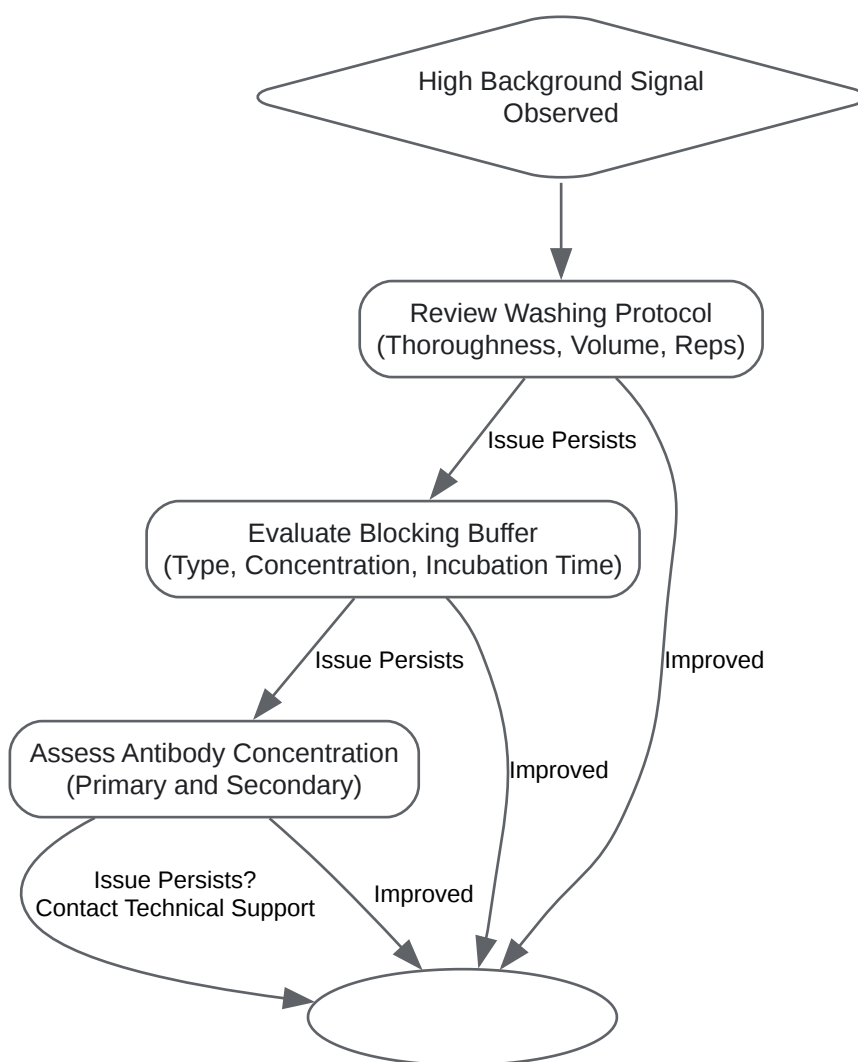 High Background Signal
Observed
Review Washing Protocol
(Thoroughness, Volume, Reps)
Issue Persists
Evaluate Blocking Buffer
(Type, Concentration, Incubation Time)
Issue Persists
Improved
Assess Antibody Concentration
(Primary and Secondary)
Improved
Issue Persists?
Contact Technical Support
Improved